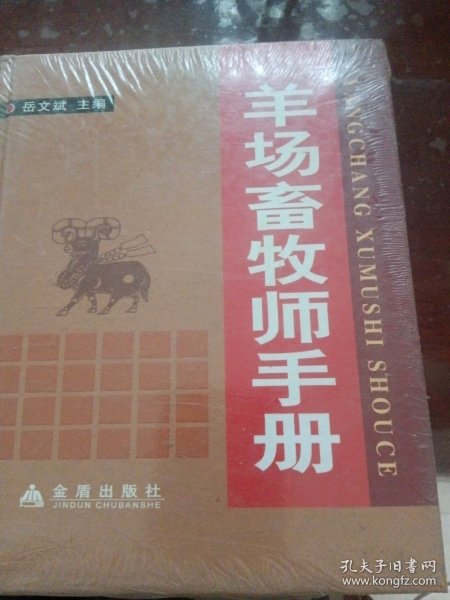 岳文斌 主编
羊场畜牧师手册
YANGCHANG XUMUSHI SHOUCE
金盾出版社
JINDUN CHUBANSHE
孔夫子旧书网
www.kongfz.com